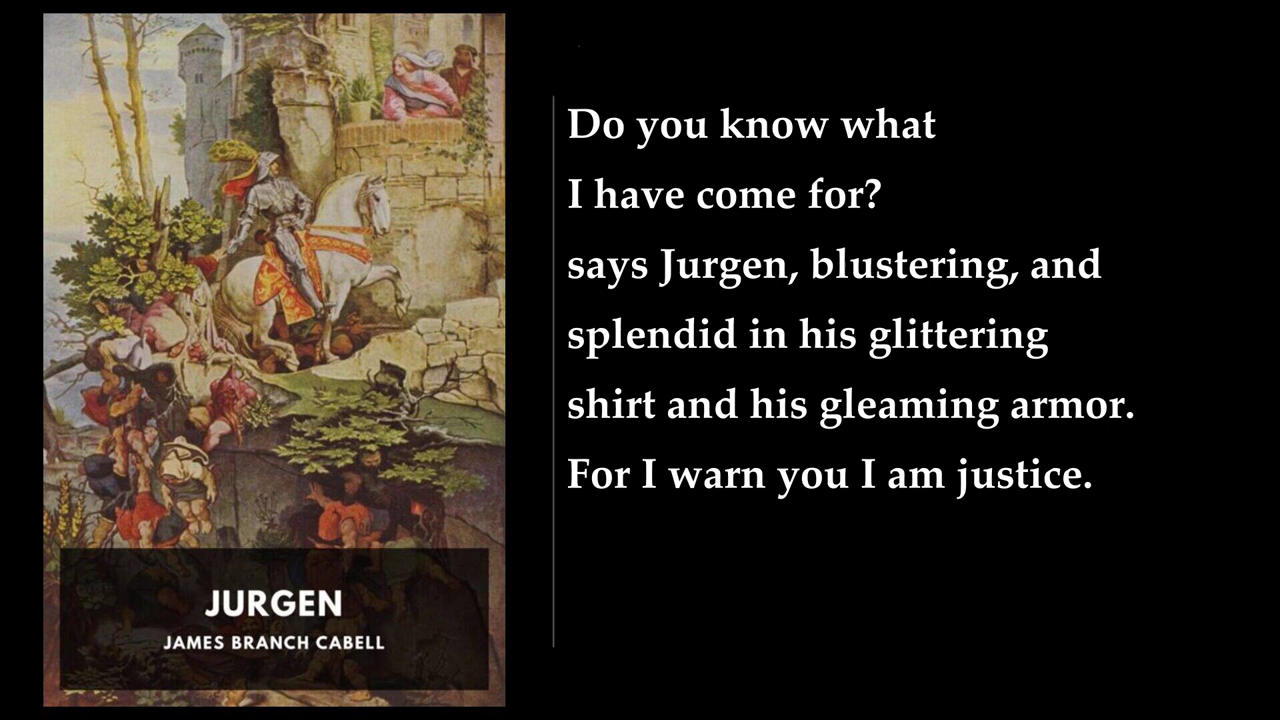 Do you know what
I have come for?
says Jurgen, blustering, and
splendid in his glittering
shirt and his gleaming armor.
For I warn you I am justice.
JURGEN
JAMES BRANCH CABELL